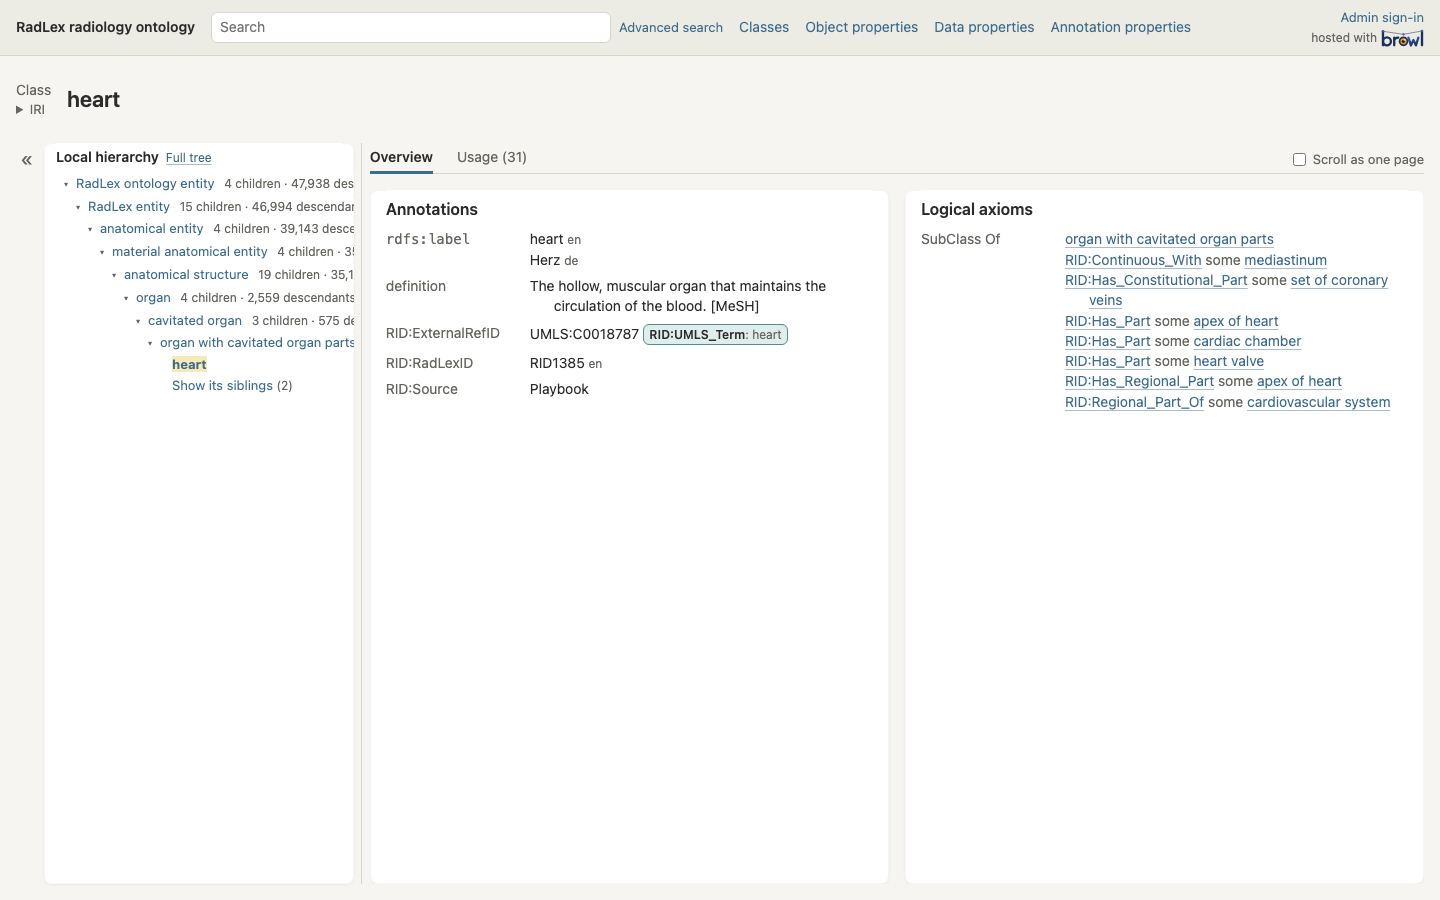 RadLex radiology ontology
Search
Advanced search
Classes
Object properties
Data properties
Annotation properties
Admin sign-in
hosted with browl
Class
▶ IRI
heart
«
Local hierarchy Full tree
RadLex ontology entity 4 children · 47,938 des
RadLex entity 15 children · 46,994 descendan
anatomical entity 4 children · 39,143 desce
material anatomical entity 4 children · 35
anatomical structure 19 children · 35,1
organ 4 children · 2,559 descendants
cavitated organ 3 children · 575 de
organ with cavitated organ parts
heart
Show its siblings (2)
Overview
Usage (31)
Scroll as one page
Annotations
rdfs:label heart en
Herz de
definition The hollow, muscular organ that maintains the
circulation of the blood. [MeSH]
RID:ExternalRefID UMLS:C0018787 RID:UMLS_Term: heart
RID:RadLexID RID1385 en
RID:Source Playbook
Logical axioms
SubClass Of organ with cavitated organ parts
RID:Continuous_With some mediastinum
RID:Has_Constitutional_Part some set of coronary
veins
RID:Has_Part some apex of heart
RID:Has_Part some cardiac chamber
RID:Has_Part some heart valve
RID:Has_Regional_Part some apex of heart
RID:Regional_Part_Of some cardiovascular system